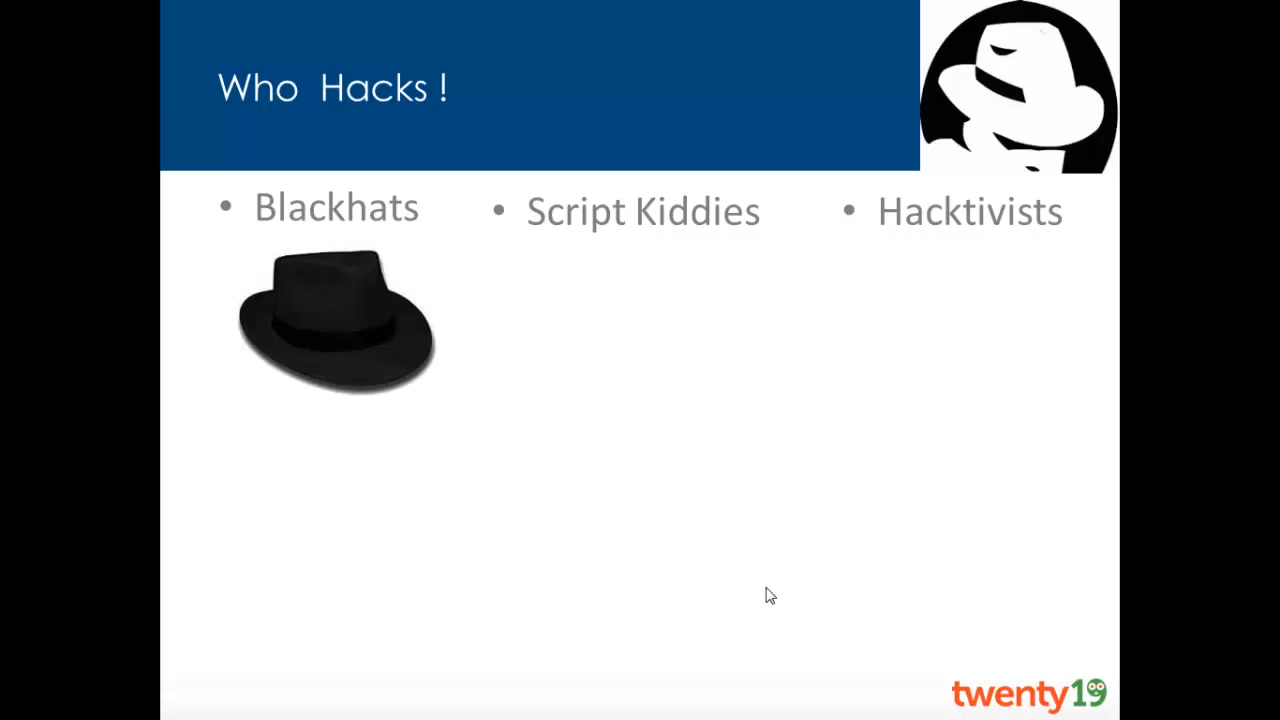 Who Hacks !
• Blackhats • Script Kiddies • Hacktivists
twenty19